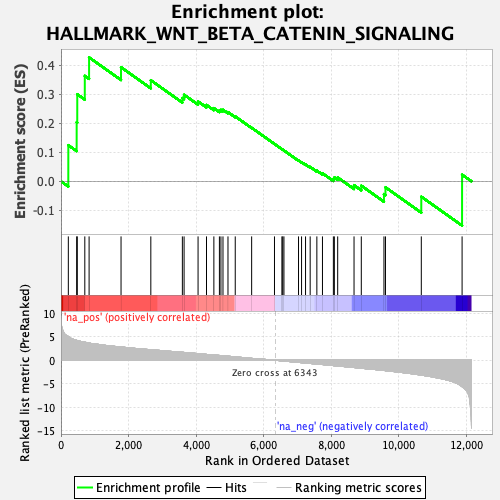 Enrichment plot:
HALLMARK_WNT_BETA_CATENIN_SIGNALING
Enrichment score (ES)
0.4
0.3
0.2
0.1
0.0
-0.1
'na_pos' (positively correlated)
Ranked list metric (PreRanked)
10
5
0
-5
-10
-15
Zero cross at 6343
'na_neg' (negatively correlated)
0
2,000
4,000
6,000
8,000
10,000
12,000
Rank in Ordered Dataset
Enrichment profile
Hits
Ranking metric scores